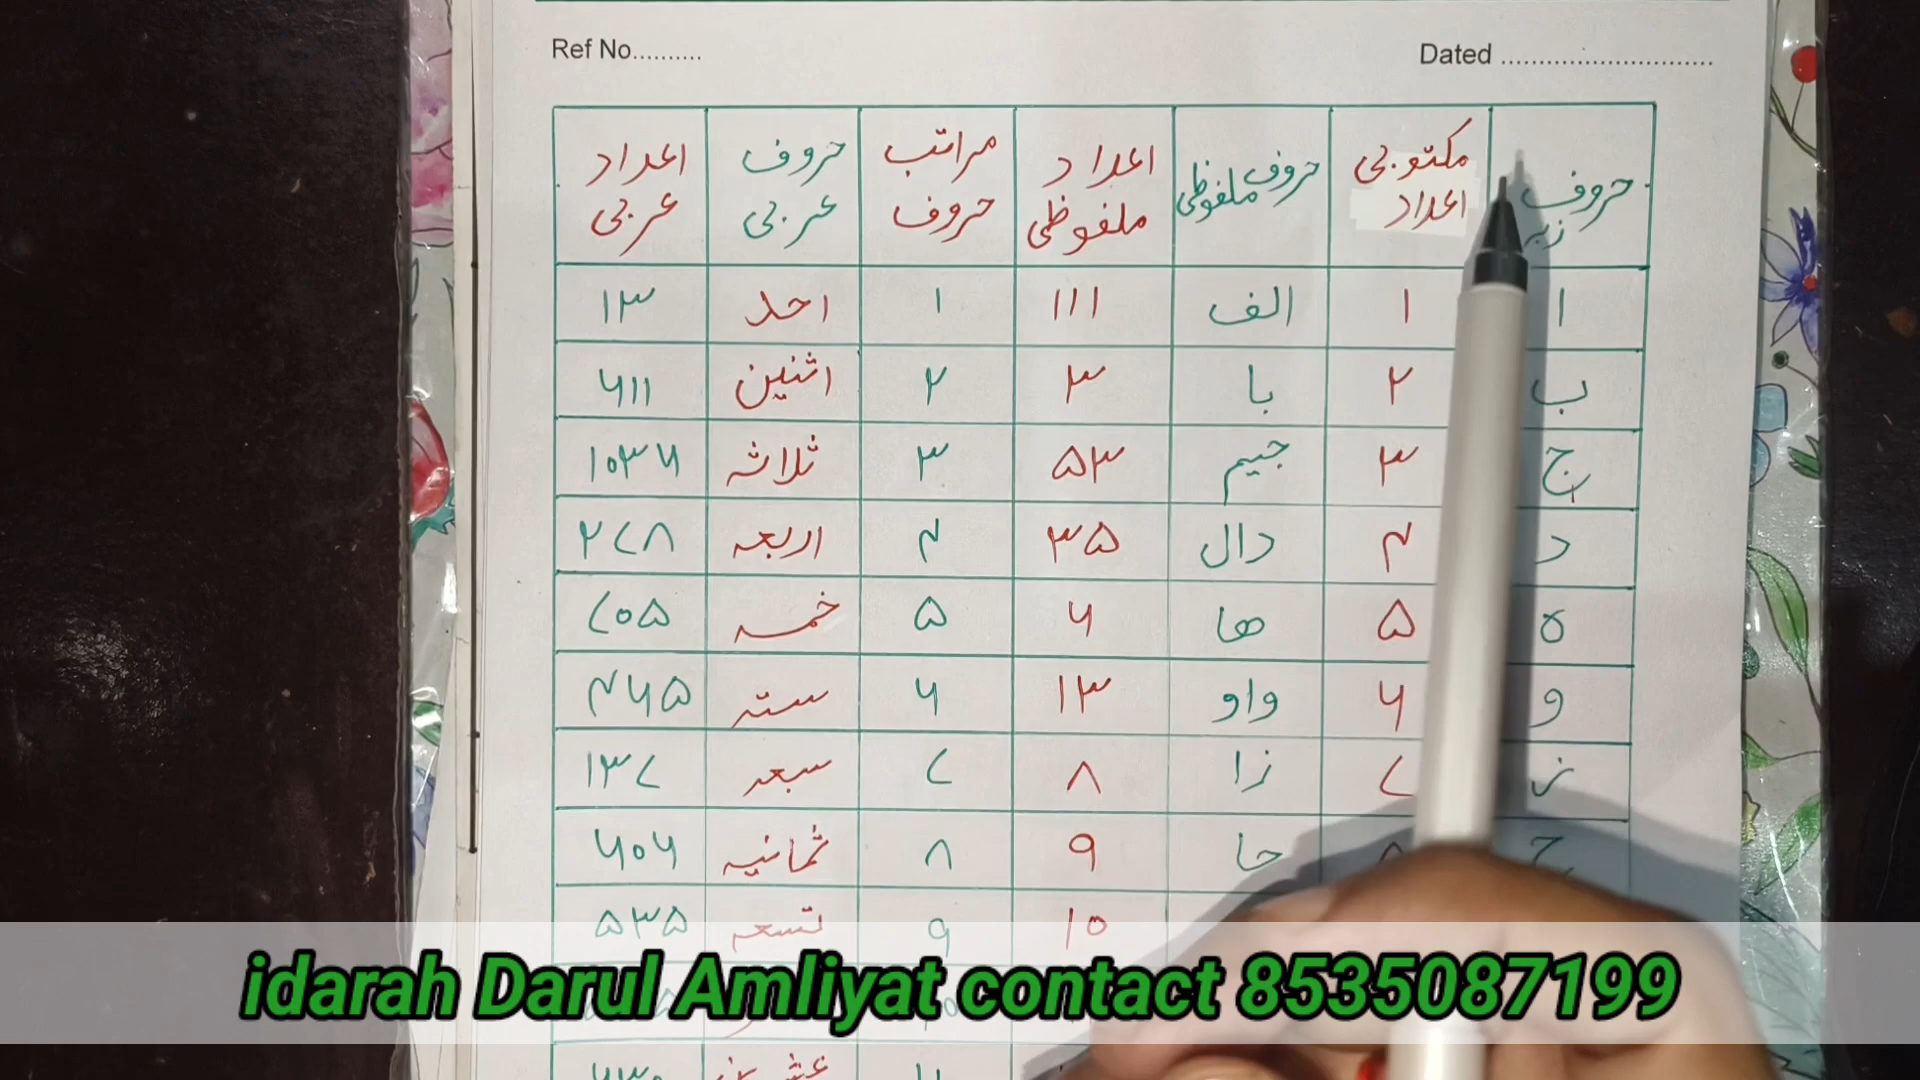 Ref No.......... Dated ............................
حروف زبر مکتوبی اعداد حروف ملفوظی اعداد ملفوظی مراتب حروف حروف عربی اعداد عربی
ا ۱ الف ۱۱۱ ۱ احد ۱۳
ب ۲ با ۳ ۲ اثنین ۶۱۱
ج ۳ جیم ۵۳ ۳ ثلاثہ ۱۰۳۶
د ۴ دال ۳۵ ۴ اربعہ ۲۷۸
ہ ۵ ھا ۶ ۵ خمسہ ۷۰۵
و ۶ واو ۱۳ ۶ ستہ ۴۶۵
ز ۷ زا ۸ ۷ سبعہ ۱۳۷
ح حا ۹ ۸ ثمانیہ ۶۰۶
۱۰ ۹ تسعہ ۵۳۵
idarah Darul Amliyat contact 8535087199